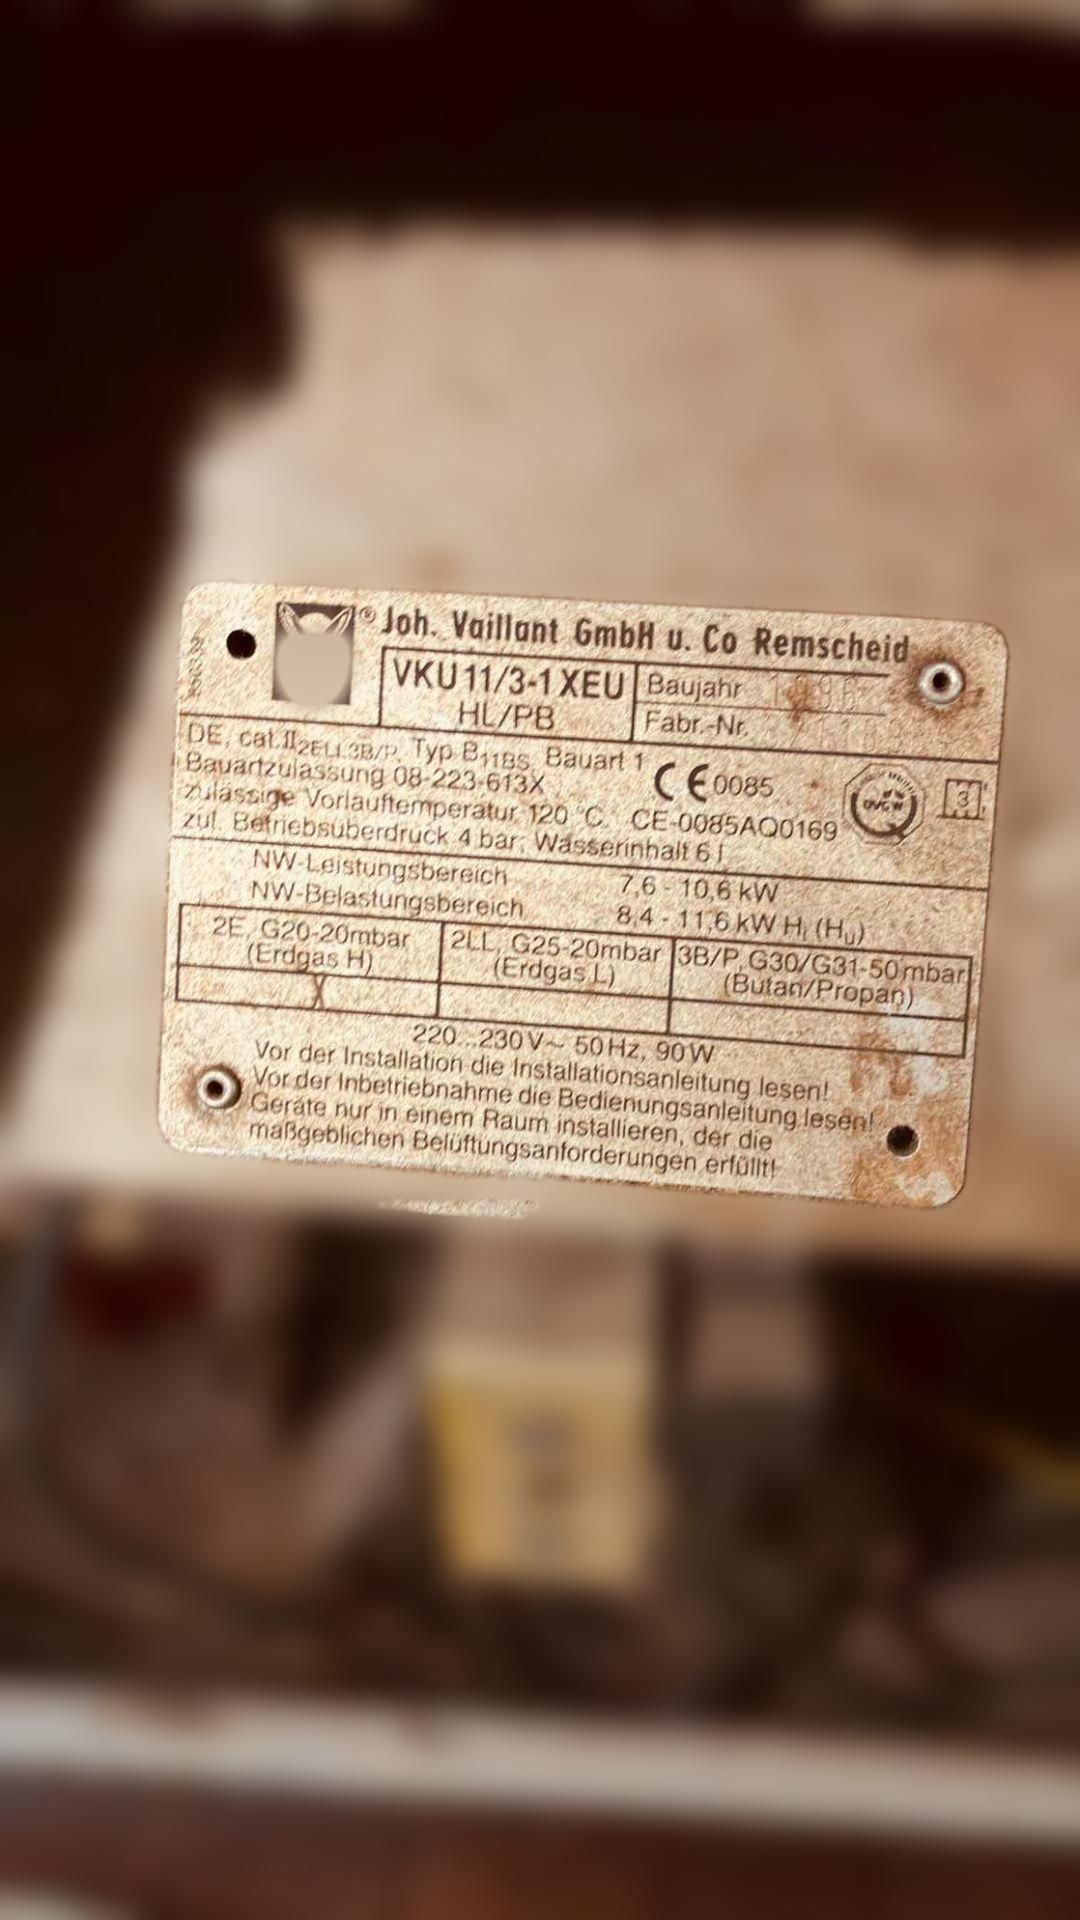 ® Joh. Vaillant GmbH u. Co Remscheid
VKU 11/3-1 XEU
HL/PB
Baujahr
Fabr.-Nr.
DE, cat.II2ELL3B/P, Typ B11BS, Bauart 1
Bauartzulassung 08-223-613X
CE 0085
DVGW
3
zulässige Vorlauftemperatur 120 °C, CE-0085AQ0169
zul. Betriebsüberdruck 4 bar, Wasserinhalt 6 l
NW-Leistungsbereich 7,6 - 10,6 kW
NW-Belastungsbereich 8,4 - 11,6 kW Hi (Hu)
2E, G20-20mbar
(Erdgas H)
2LL, G25-20mbar
(Erdgas L)
3B/P, G30/G31-50mbar
(Butan/Propan)
X
220...230 V~ 50 Hz, 90 W
Vor der Installation die Installationsanleitung lesen!
Vor der Inbetriebnahme die Bedienungsanleitung lesen!
Geräte nur in einem Raum installieren, der die
maßgeblichen Belüftungsanforderungen erfüllt!